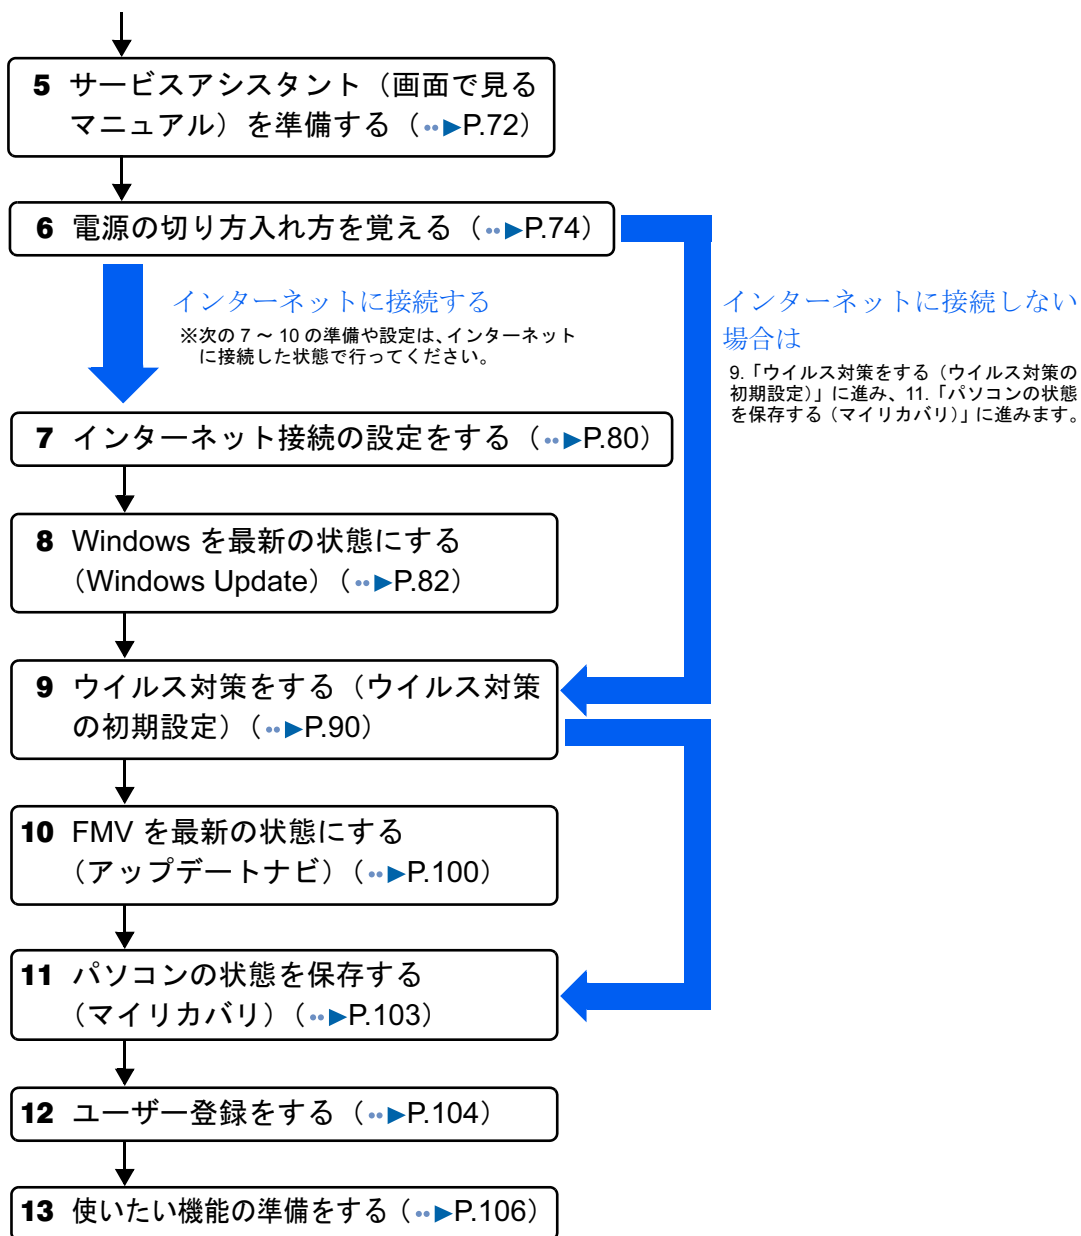 5 サービスアシスタント（画面で見る
マニュアル）を準備する（▶P.72）
6 電源の切り方入れ方を覚える（▶P.74）
インターネットに接続する
※次の 7 ～ 10 の準備や設定は、インターネット
に接続した状態で行ってください。
インターネットに接続しない
場合は
9.「ウイルス対策をする（ウイルス対策の
初期設定）」に進み、11.「パソコンの状態
を保存する（マイリカバリ）」に進みます。
7 インターネット接続の設定をする（▶P.80）
8 Windows を最新の状態にする
（Windows Update）（▶P.82）
9 ウイルス対策をする（ウイルス対策
の初期設定）（▶P.90）
10 FMV を最新の状態にする
（アップデートナビ）（▶P.100）
11 パソコンの状態を保存する
（マイリカバリ）（▶P.103）
12 ユーザー登録をする（▶P.104）
13 使いたい機能の準備をする（▶P.106）